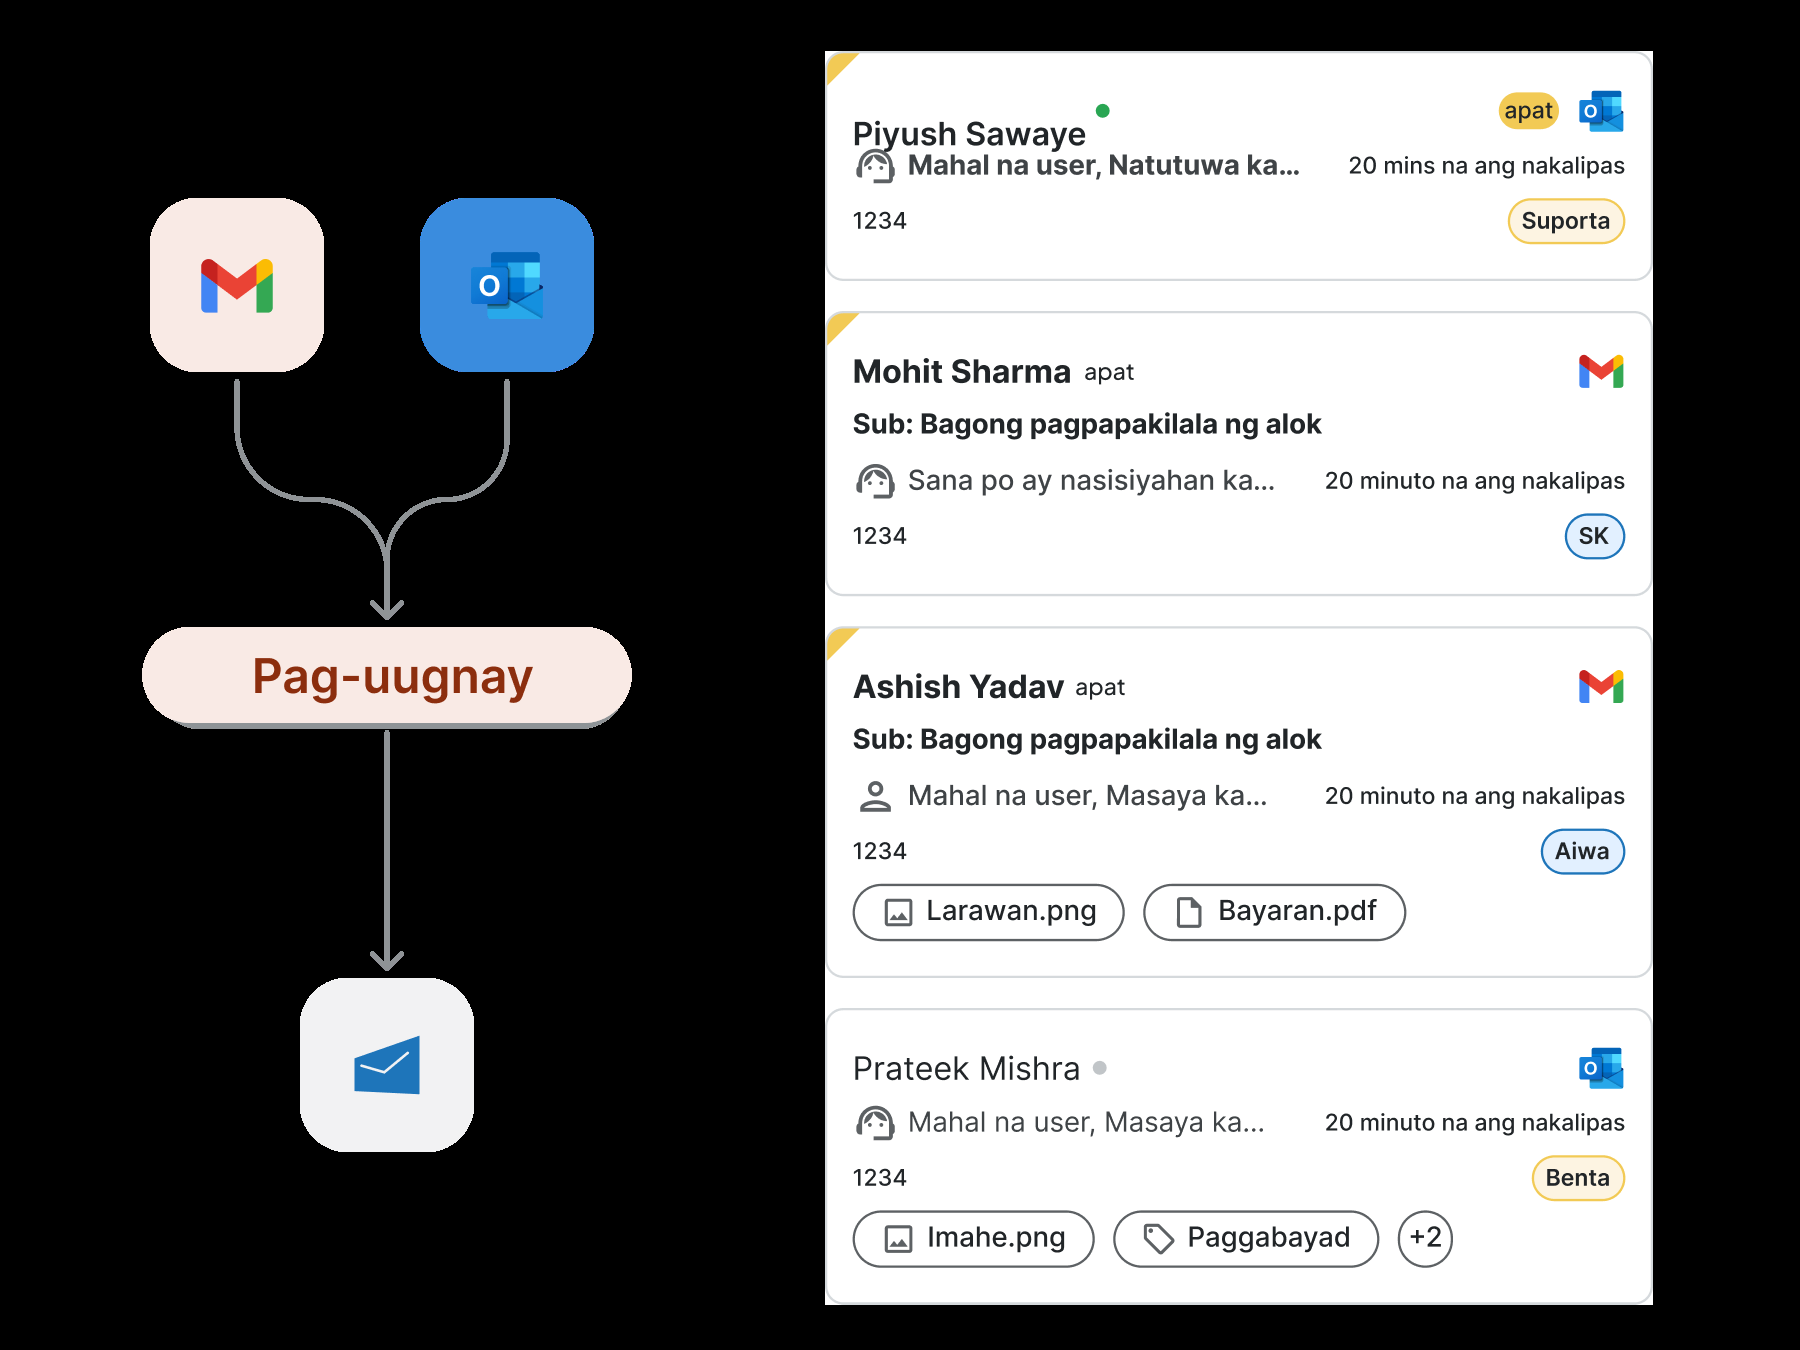 Pag-uugnay
Piyush Sawaye
apat
Mahal na user, Natutuwa ka...
20 mins na ang nakalipas
1234
Suporta
Mohit Sharma apat
Sub: Bagong pagpapakilala ng alok
Sana po ay nasisiyahan ka...
20 minuto na ang nakalipas
1234
SK
Ashish Yadav apat
Sub: Bagong pagpapakilala ng alok
Mahal na user, Masaya ka...
20 minuto na ang nakalipas
1234
Aiwa
Larawan.png
Bayaran.pdf
Prateek Mishra
Mahal na user, Masaya ka...
20 minuto na ang nakalipas
1234
Benta
Imahe.png
Paggabayad
+2